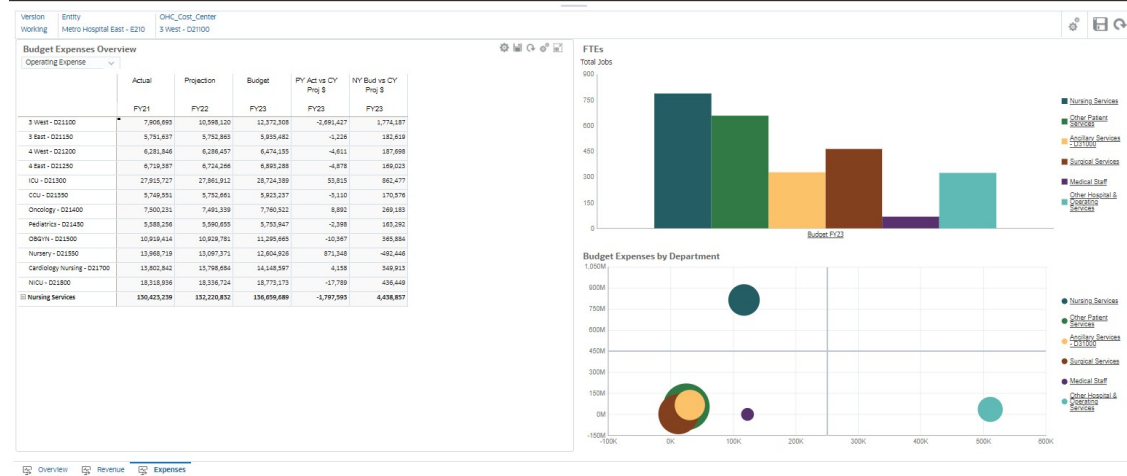 Version Entity OHC_Cost_Center
Working Metro Hospital East - E210 3 West - D21100
Budget Expenses Overview
Operating Expense
Actual Projection Budget PY Act vs CY Proj $ NY Bud vs CY Proj $
FY21 FY22 FY23 FY23 FY23
3 West - D21100 7,906,693 10,598,120 12,372,308 -2,691,427 1,774,187
3 East - D21150 5,751,637 5,752,863 5,935,482 -1,226 182,619
4 West - D21200 6,281,846 6,286,457 6,474,155 -4,611 187,698
4 East - D21250 6,719,387 6,724,266 6,893,288 -4,878 169,023
ICU - D21300 27,915,727 27,861,912 28,724,389 53,815 862,477
CCU - D21350 5,749,551 5,752,661 5,923,237 -3,110 170,576
Oncology - D21400 7,500,231 7,491,339 7,760,522 8,892 269,183
Pediatrics - D21450 5,588,256 5,590,655 5,753,947 -2,398 163,292
OBGYN - D21500 10,919,414 10,929,781 11,295,665 -10,367 365,884
Nursery - D21550 13,968,719 13,097,371 12,604,926 871,348 -492,446
Cardiology Nursing - D21700 13,802,842 13,798,684 14,148,597 4,158 349,913
NICU - D21800 18,318,936 18,336,724 18,773,173 -17,789 436,449
Nursing Services 130,423,239 132,220,832 136,659,689 -1,797,593 4,438,857
FTEs
Total Jobs
900
750
600
450
300
150
0
Budget FY23
Nursing Services
Other Patient
Services
Ancillary Services
- D31000
Surgical Services
Medical Staff
Other Hospital &
Operating
Services
Budget Expenses by Department
1,050M
900M
750M
600M
450M
300M
150M
0M
-150M
-100K 0K 100K 200K 300K 400K 500K 600K
Nursing Services
Other Patient
Services
Ancillary Services
- D31000
Surgical Services
Medical Staff
Other Hospital &
Operating
Services
Overview Revenue Expenses